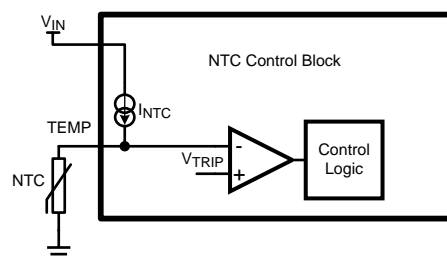 VIN
NTC Control Block
INTC
TEMP
NTC
VTRIP
-
+
Control
Logic